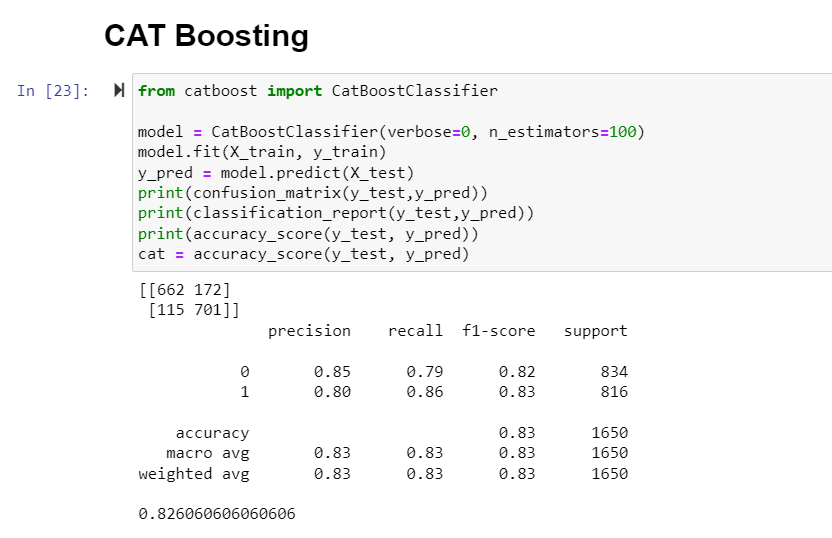 CAT Boosting
In [23]:
from catboost import CatBoostClassifier
model = CatBoostClassifier(verbose=0, n_estimators=100)
model.fit(X_train, y_train)
y_pred = model.predict(X_test)
print(confusion_matrix(y_test,y_pred))
print(classification_report(y_test,y_pred))
print(accuracy_score(y_test, y_pred))
cat = accuracy_score(y_test, y_pred)
[[662 172]
[115 701]]
precision recall f1-score support
0 0.85 0.79 0.82 834
1 0.80 0.86 0.83 816
accuracy 0.83 1650
macro avg 0.83 0.83 0.83 1650
weighted avg 0.83 0.83 0.83 1650
0.826060606060606